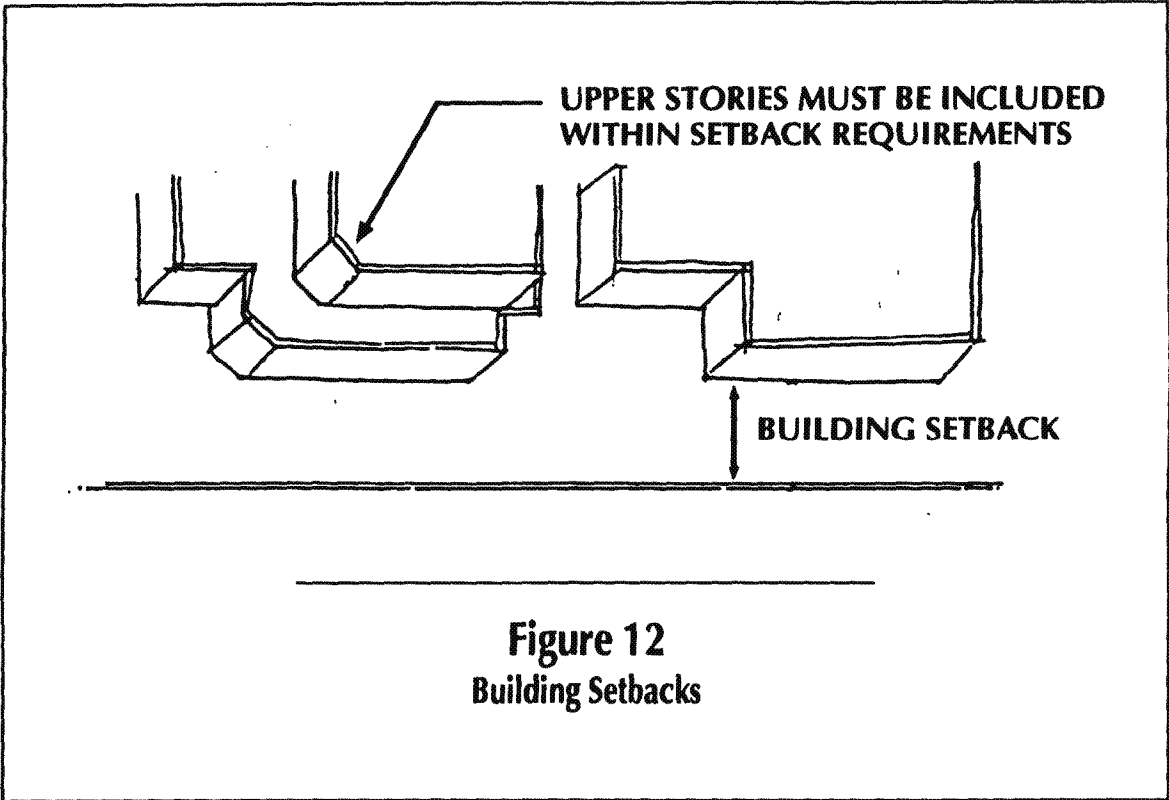 UPPER STORIES MUST BE INCLUDED
WITHIN SETBACK REQUIREMENTS
BUILDING SETBACK
Figure 12
Building Setbacks